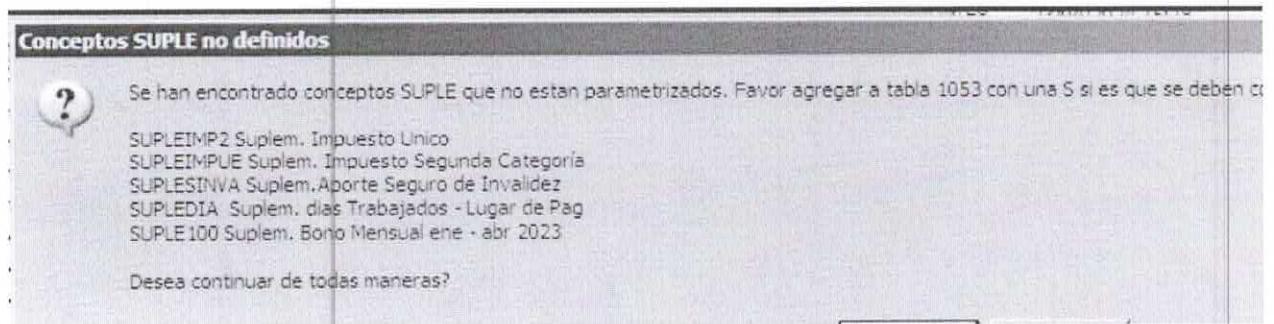 Conceptos SUPLE no definidos
Se han encontrado conceptos SUPLE que no estan parametrizados. Favor agregar a tabla 1053 con una S si es que se deben
SUPLEIMP2 Suplem. Impuesto Unico
SUPLEIMPUE Suplem. Impuesto Segunda Categoría
SUPLESINVA Suplem.Aporte Seguro de Invalidez
SUPLEDIA Suplem. dias Trabajados - Lugar de Pag
SUPLE100 Suplem. Bono Mensual ene - abr 2023
Desea continuar de todas maneras?